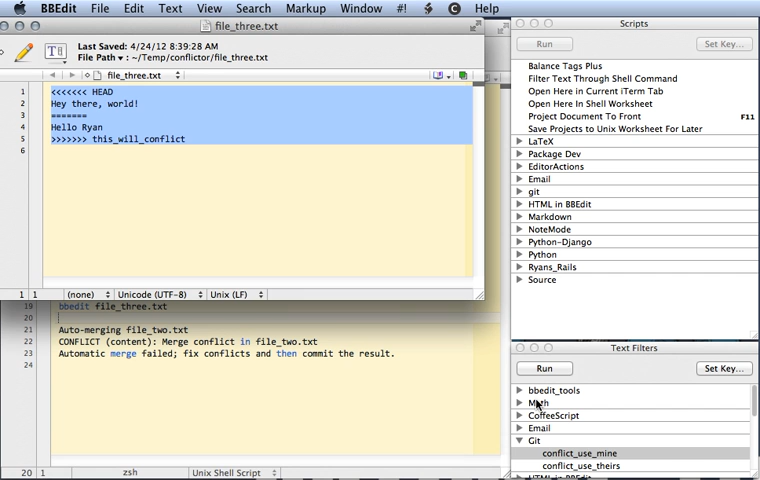 BBEdit File Edit Text View Search Markup Window #! Help
file_three.txt
Last Saved: 4/24/12 8:39:28 AM
File Path ▾ : ~/Temp/conflictor/file_three.txt
file_three.txt
1 <<<<<<< HEAD
2 Hey there, world!
3 =======
4 Hello Ryan
5 >>>>>>> this_will_conflict
6
1 1 (none) Unicode (UTF-8) Unix (LF)
19 bbedit file_three.txt
20
21 Auto-merging file_two.txt
22 CONFLICT (content): Merge conflict in file_two.txt
23 Automatic merge failed; fix conflicts and then commit the result.
24
20 1 zsh Unix Shell Script
Scripts
Run Set Key...
Balance Tags Plus
Filter Text Through Shell Command
Open Here in Current iTerm Tab
Open Here In Shell Worksheet
Project Document To Front F11
Save Projects to Unix Worksheet For Later
LaTeX
Package Dev
EditorActions
Email
git
HTML in BBEdit
Markdown
NoteMode
Python-Django
Python
Ryans_Rails
Source
Text Filters
Run Set Key...
bbedit_tools
Math
CoffeeScript
Email
Git
conflict_use_mine
conflict_use_theirs
HTML in BBEdit